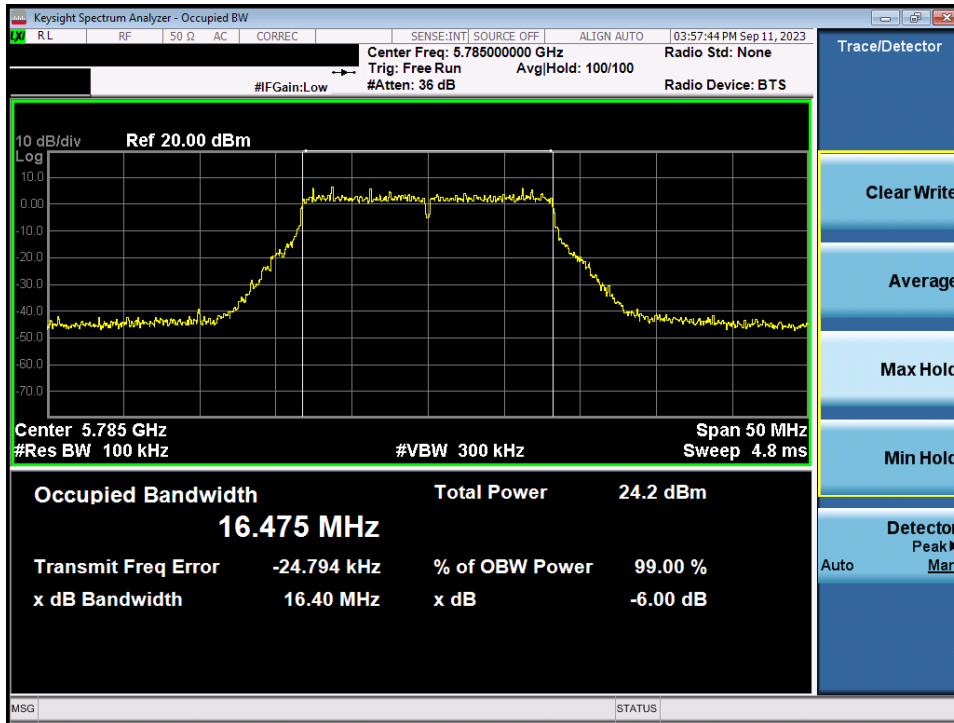 Keysight Spectrum Analyzer - Occupied BW
LXI RL RF 50 Ω AC CORREC SENSE:INT SOURCE OFF ALIGN AUTO 03:57:44 PM Sep 11, 2023
Center Freq: 5.785000000 GHz Radio Std: None
Trig: Free Run Avg|Hold: 100/100
#IFGain:Low #Atten: 36 dB Radio Device: BTS
Trace/Detector
10 dB/div Ref 20.00 dBm
Log
10.0
0.00
-10.0
-20.0
-30.0
-40.0
-50.0
-60.0
-70.0
Center 5.785 GHz Span 50 MHz
#Res BW 100 kHz #VBW 300 kHz Sweep 4.8 ms
Occupied Bandwidth Total Power 24.2 dBm
16.475 MHz
Transmit Freq Error -24.794 kHz % of OBW Power 99.00 %
x dB Bandwidth 16.40 MHz x dB -6.00 dB
Clear Write
Average
Max Hold
Min Hold
Detector
Peak
Auto Man
MSG STATUS